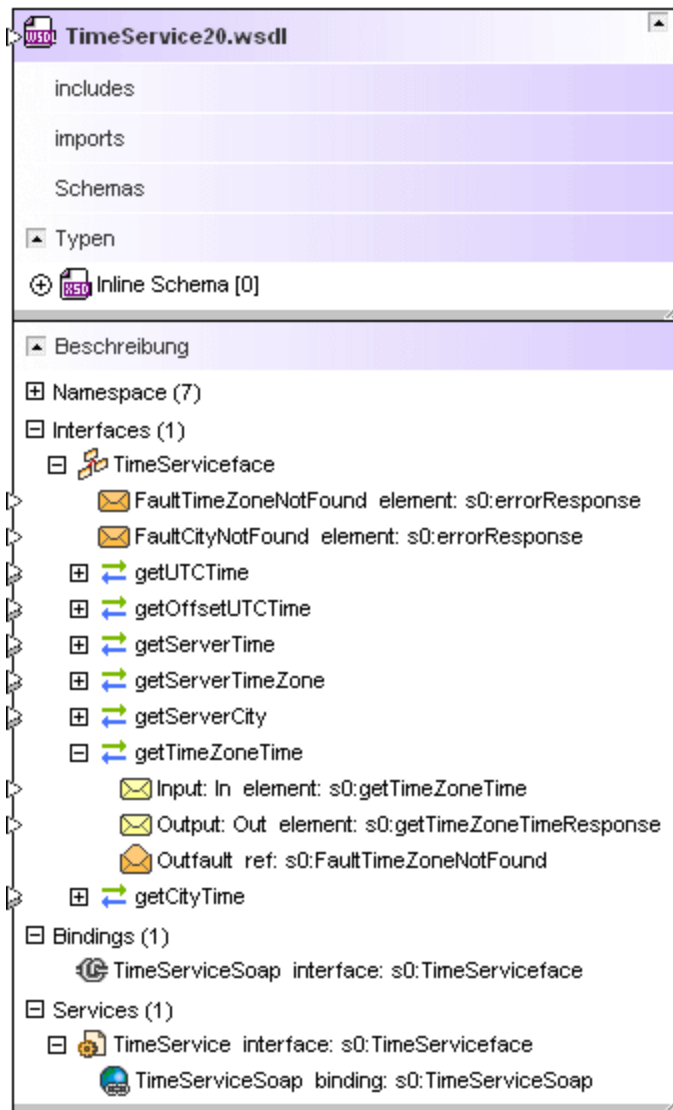 TimeService20.wsdl
includes
imports
Schemas
Typen
Inline Schema [0]
Beschreibung
Namespace (7)
Interfaces (1)
TimeServiceface
FaultTimeZoneNotFound element: s0:errorResponse
FaultCityNotFound element: s0:errorResponse
getUTCTime
getOffsetUTCTime
getServerTime
getServerTimeZone
getServerCity
getTimeZoneTime
Input: In element: s0:getTimeZoneTime
Output: Out element: s0:getTimeZoneTimeResponse
Outfault ref: s0:FaultTimeZoneNotFound
getCityTime
Bindings (1)
TimeServiceSoap interface: s0:TimeServiceface
Services (1)
TimeService interface: s0:TimeServiceface
TimeServiceSoap binding: s0:TimeServiceSoap